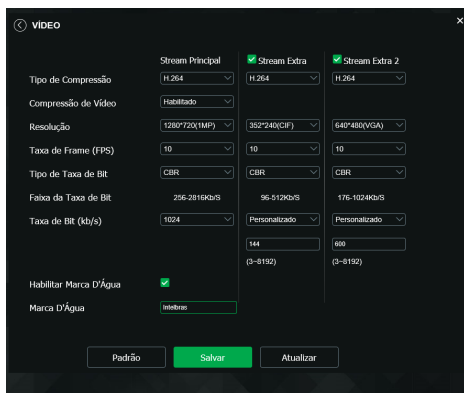 VÍDEO
×
Stream Principal Stream Extra Stream Extra 2
Tipo de Compressão H.264 H.264 H.264
Compressão de Vídeo Habilitado
Resolução 1280*720(1MP) 352*240(CIF) 640*480(VGA)
Taxa de Frame (FPS) 10 10 10
Tipo de Taxa de Bit CBR CBR CBR
Faixa da Taxa de Bit 256-2816Kb/S 96-512Kb/S 176-1024Kb/S
Taxa de Bit (kb/s) 1024 Personalizado Personalizado
144 600
(3~8192) (3~8192)
Habilitar Marca D'Água
Marca D'Água Intelbras
Padrão Salvar Atualizar